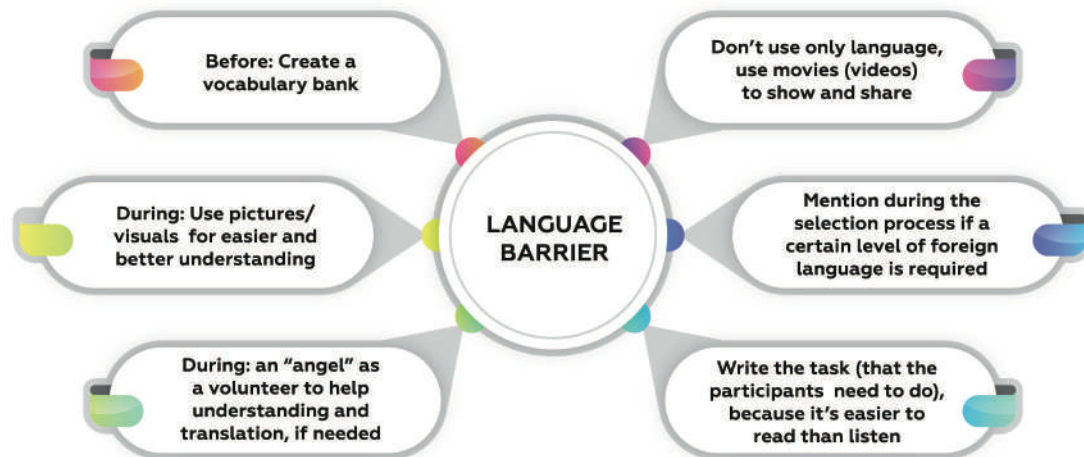 Before: Create a
vocabulary bank
During: Use pictures/
visuals for easier and
better understanding
During: an “angel” as
a volunteer to help
understanding and
translation, if needed
LANGUAGE
BARRIER
Don’t use only language,
use movies (videos)
to show and share
Mention during the
selection process if a
certain level of foreign
language is required
Write the task (that the
participants need to do),
because it’s easier to
read than listen